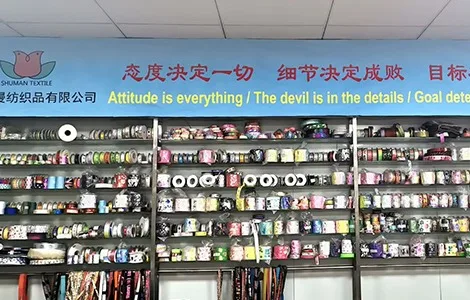 态度决定一切 细节决定成败 目标
SHUMAN TEXTILE
曼纺织品有限公司
Attitude is everything / The devil is in the details / Goal dete